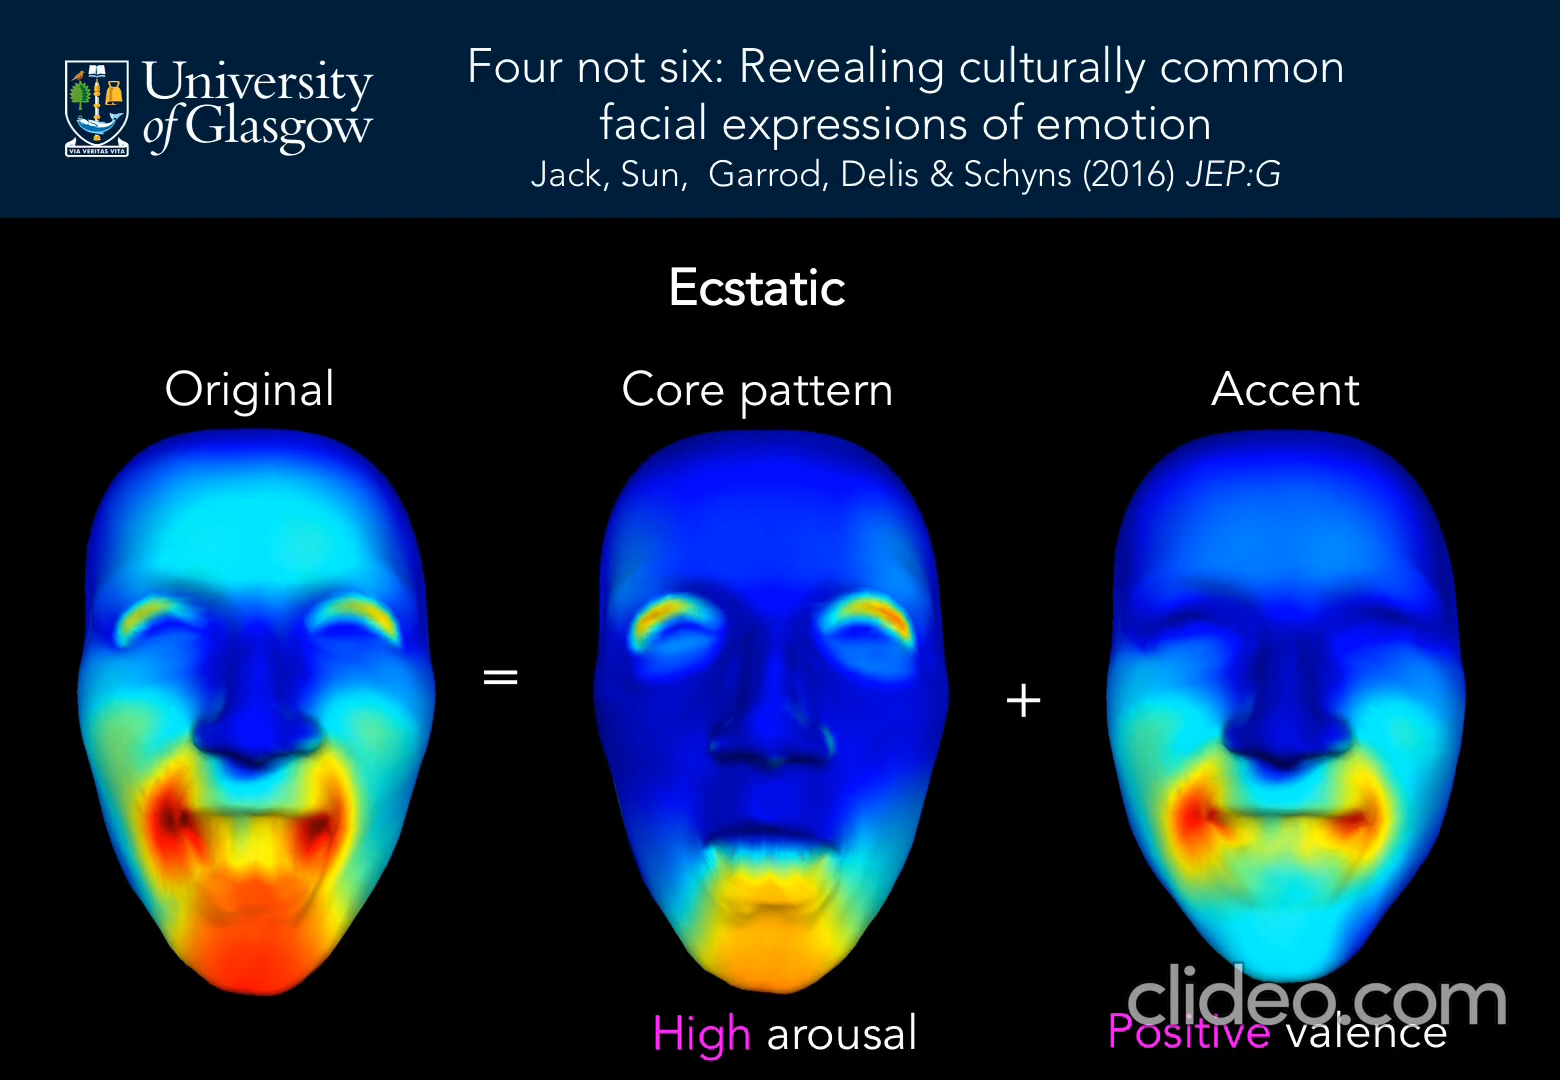 University
of Glasgow
VIA VERITAS VITA
Four not six: Revealing culturally common
facial expressions of emotion
Jack, Sun, Garrod, Delis & Schyns (2016) JEP:G
Ecstatic
Original
Core pattern
Accent
=
+
clideo.com
High arousal
Positive valence